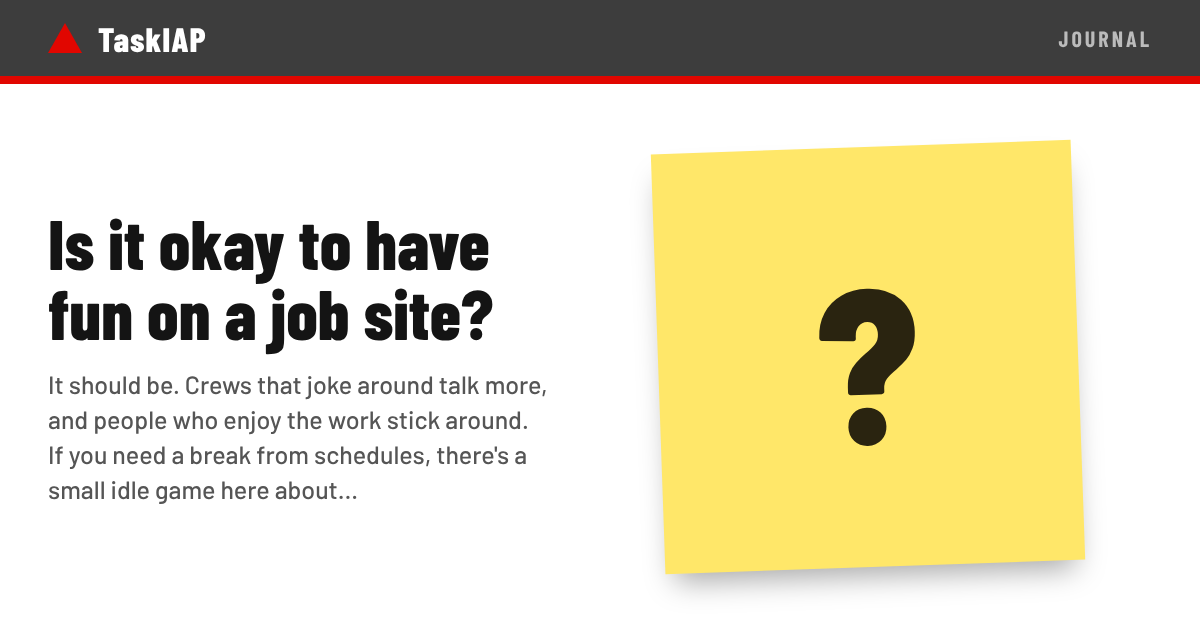 TaskIAP
JOURNAL
Is it okay to have
fun on a job site?
It should be. Crews that joke around talk more,
and people who enjoy the work stick around.
If you need a break from schedules, there's a
small idle game here about...
?